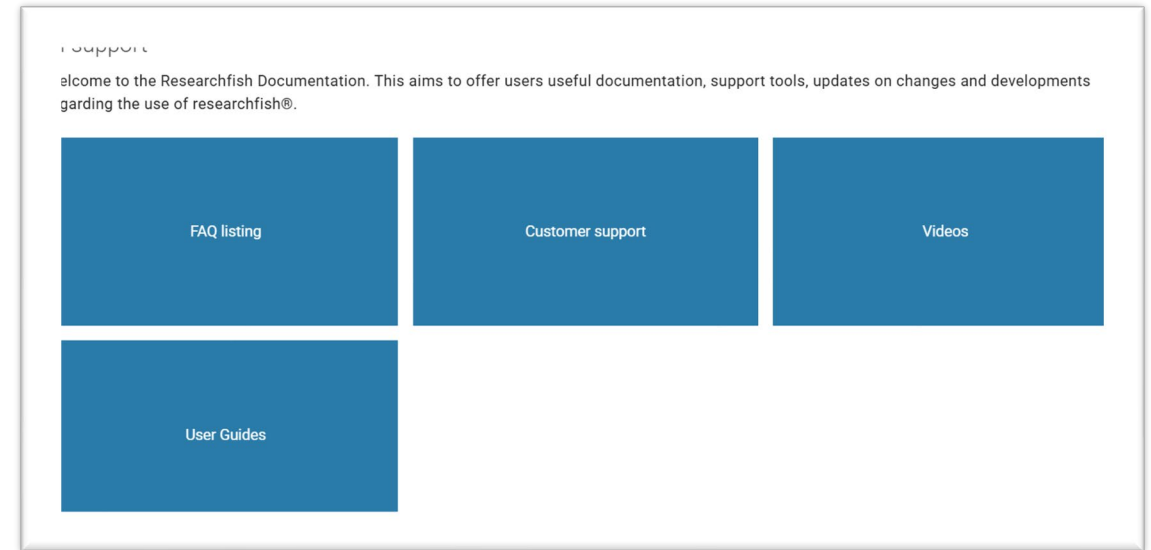 support
elcome to the Researchfish Documentation. This aims to offer users useful documentation, support tools, updates on changes and developments
garding the use of researchfish®.
FAQ listing
Customer support
Videos
User Guides